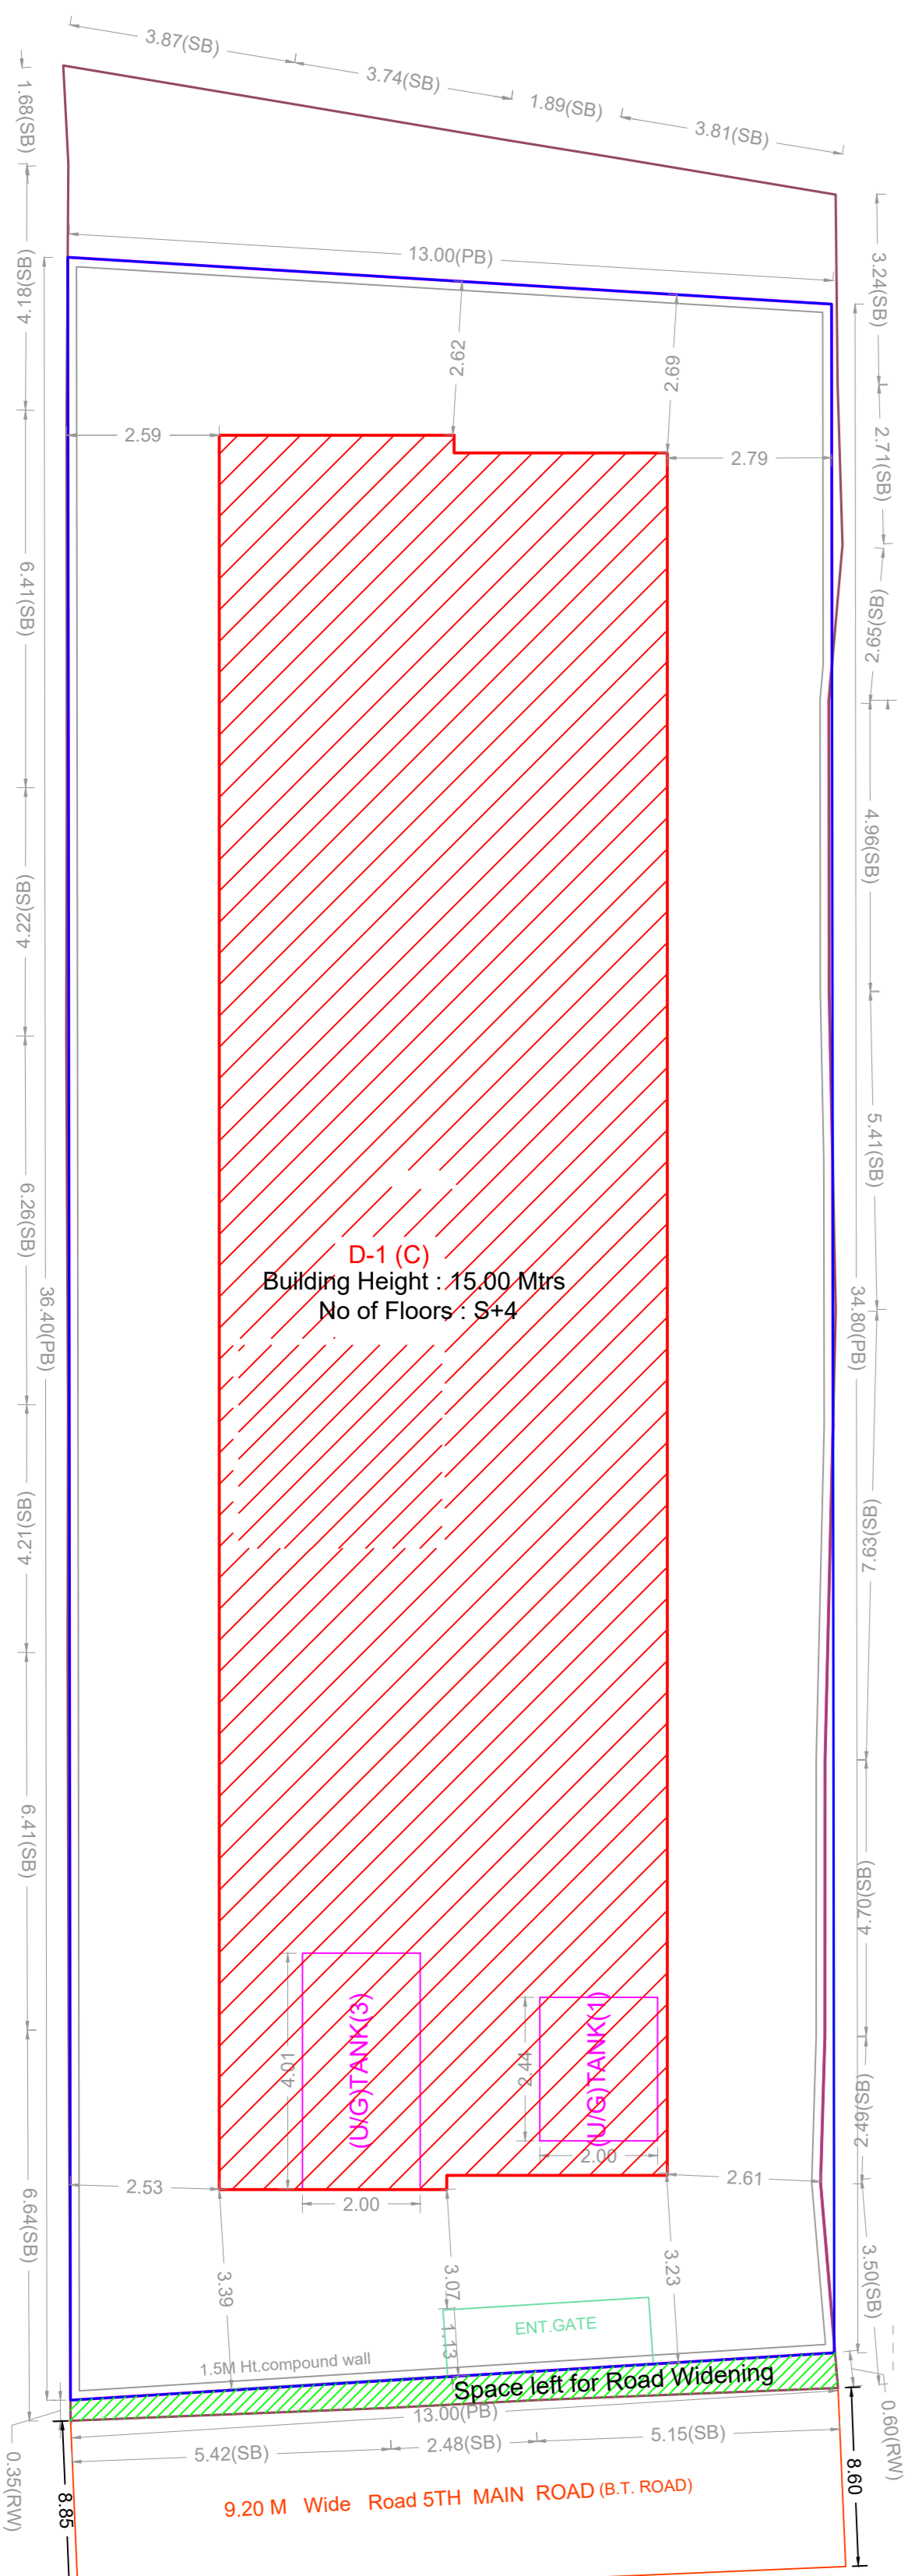 3.87(SB)
3.74(SB)
1.89(SB)
3.81(SB)
1.68(SB)
13.00(PB)
3.24(SB)
4.18(SB)
2.62
2.69
2.59
2.79
2.71(SB)
6.41(SB)
2.65(SB)
4.96(SB)
4.22(SB)
5.41(SB)
6.26(SB)
D-1 (C)
Building Height : 15.00 Mtrs
No of Floors : S+4
36.40(PB)
34.80(PB)
4.21(SB)
7.63(SB)
6.41(SB)
4.70(SB)
4.01
(U/G)TANK(3)
2.44
(U/G)TANK(1)
2.00
2.49(SB)
2.53
2.00
2.61
6.64(SB)
3.39
3.07
3.23
3.50(SB)
1.13
ENT.GATE
1.5M Ht.compound wall
Space left for Road Widening
13.00(PB)
0.60(RW)
5.42(SB)
2.48(SB)
5.15(SB)
0.35(RW)
8.85
8.60
9.20 M Wide Road 5TH MAIN ROAD (B.T. ROAD)